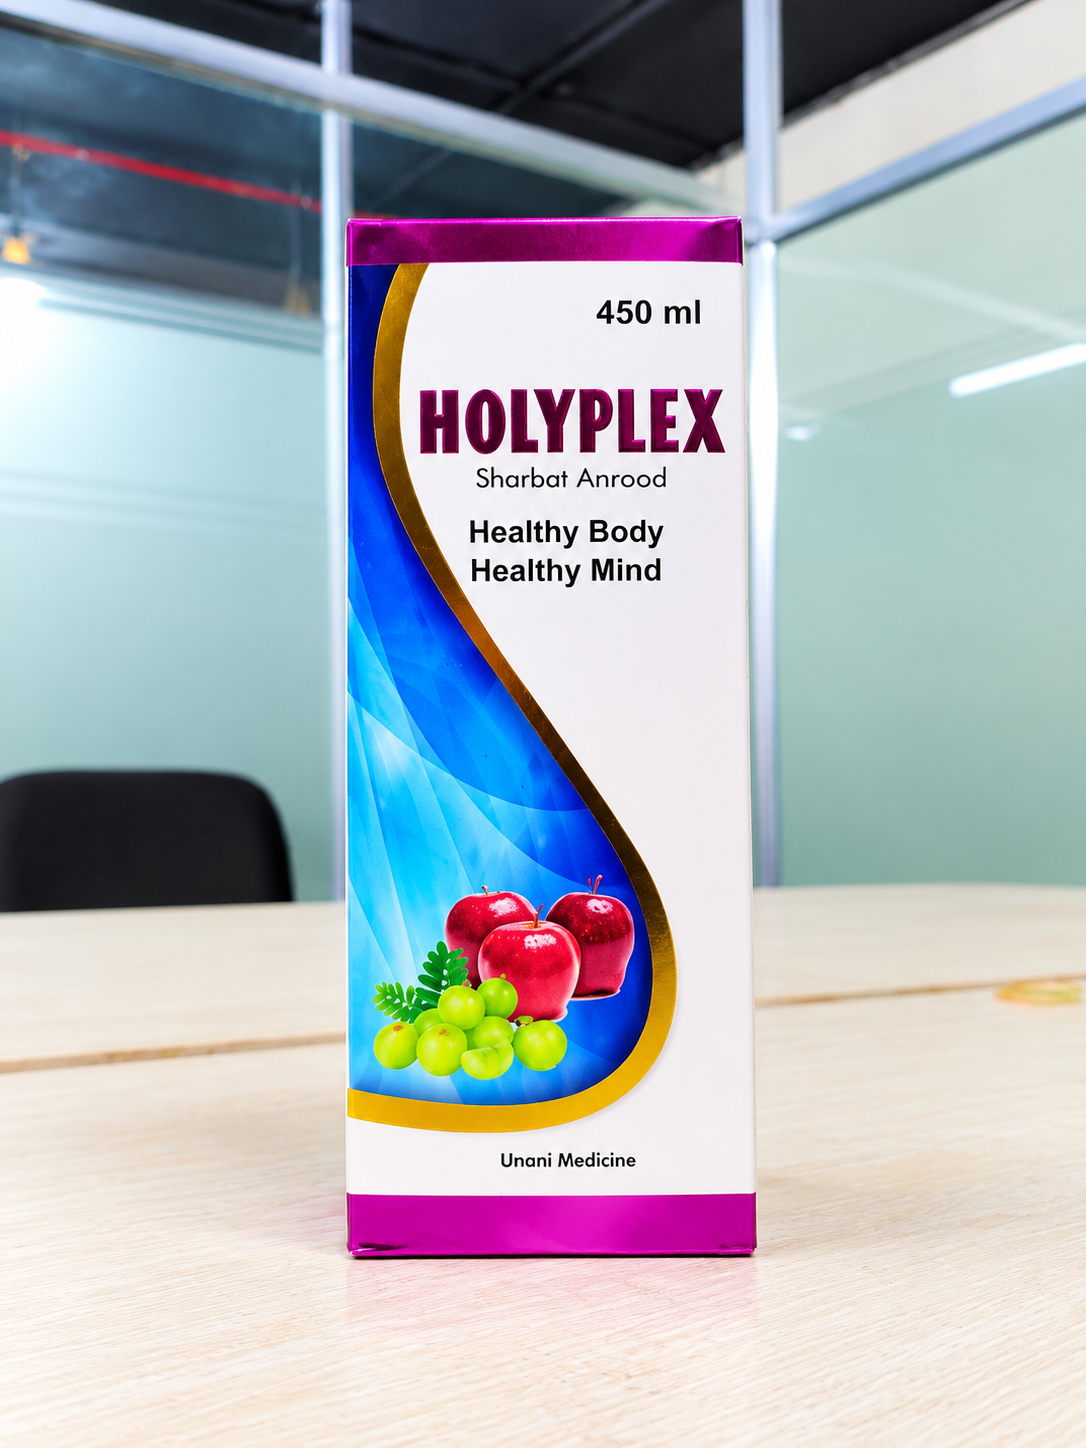 450 ml
HOLYPLEX
Sharbat Anrood
Healthy Body
Healthy Mind
Unani Medicine